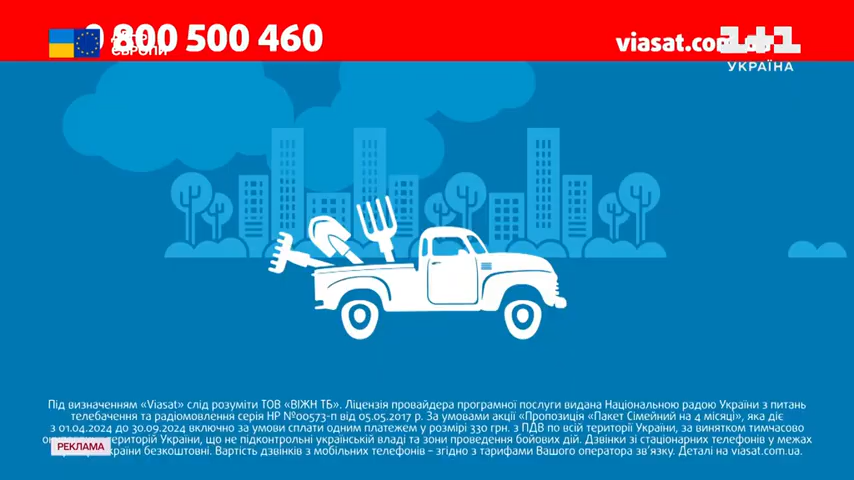 0 800 500 460
viasat.com.ua
1+1
УКРАЇНА
ЄВРОПИ
Під визначенням «Viasat» слід розуміти ТОВ «ВІЖН ТБ». Ліцензія провайдера програмної послуги видана Національною радою України з питань
телебачення та радіомовлення серія НР №00573-п від 05.05.2017 р. За умовами акції «Пропозиція «Пакет Сімейний на 4 місяці», яка діє
з 01.04.2024 до 30.09.2024 включно за умови сплати одним платежем у розмірі 330 грн. з ПДВ по всій території України, за винятком тимчасово
територій України, що не підконтрольні українській владі та зони проведення бойових дій. Дзвінки зі стаціонарних телефонів у межах
України безкоштовні. Вартість дзвінків з мобільних телефонів – згідно з тарифами Вашого оператора зв’язку. Деталі на viasat.com.ua.
РЕКЛАМА